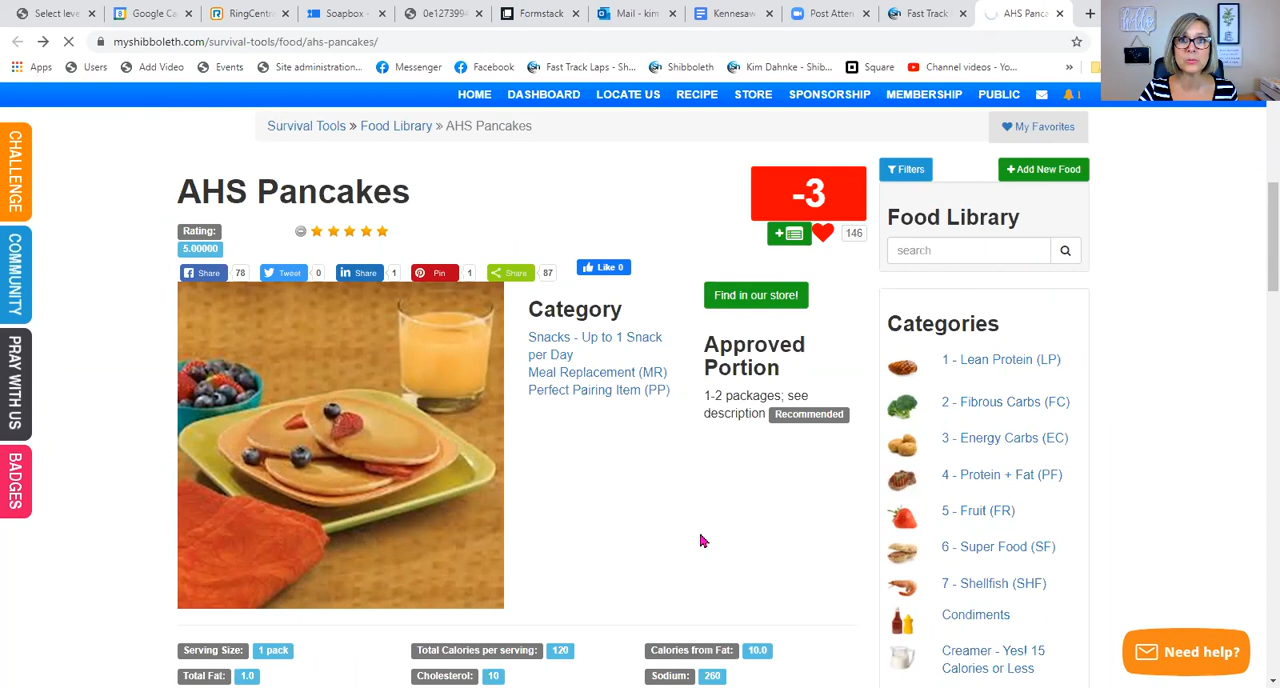 Select leve
Google Ca
RingCentr
Soapbox -
0e127399
Formstack
Mail - kim
Kennesaw
Post Atten
Fast Track
AHS Panca
myshibboleth.com/survival-tools/food/ahs-pancakes/
Apps Users Add Video Events Site administration... Messenger Facebook Fast Track Laps - Sh... Shibboleth Kim Dahnke - Shib... Square Channel videos - Yo... »
hello
HOME DASHBOARD LOCATE US RECIPE STORE SPONSORSHIP MEMBERSHIP PUBLIC 1
Survival Tools » Food Library » AHS Pancakes
My Favorites
CHALLENGE
COMMUNITY
PRAY WITH US
BADGES
AHS Pancakes
-3
Rating:
5.00000
146
Share 78 Tweet 0 Share 1 Pin 1 Share 87 Like 0
Category
Snacks - Up to 1 Snack
per Day
Meal Replacement (MR)
Perfect Pairing Item (PP)
Find in our store!
Approved
Portion
1-2 packages; see
description Recommended
Serving Size: 1 pack
Total Calories per serving: 120
Calories from Fat: 10.0
Total Fat: 1.0
Cholesterol: 10
Sodium: 260
Filters
+ Add New Food
Food Library
search
Categories
1 - Lean Protein (LP)
2 - Fibrous Carbs (FC)
3 - Energy Carbs (EC)
4 - Protein + Fat (PF)
5 - Fruit (FR)
6 - Super Food (SF)
7 - Shellfish (SHF)
Condiments
Creamer - Yes! 15
Calories or Less
Need help?